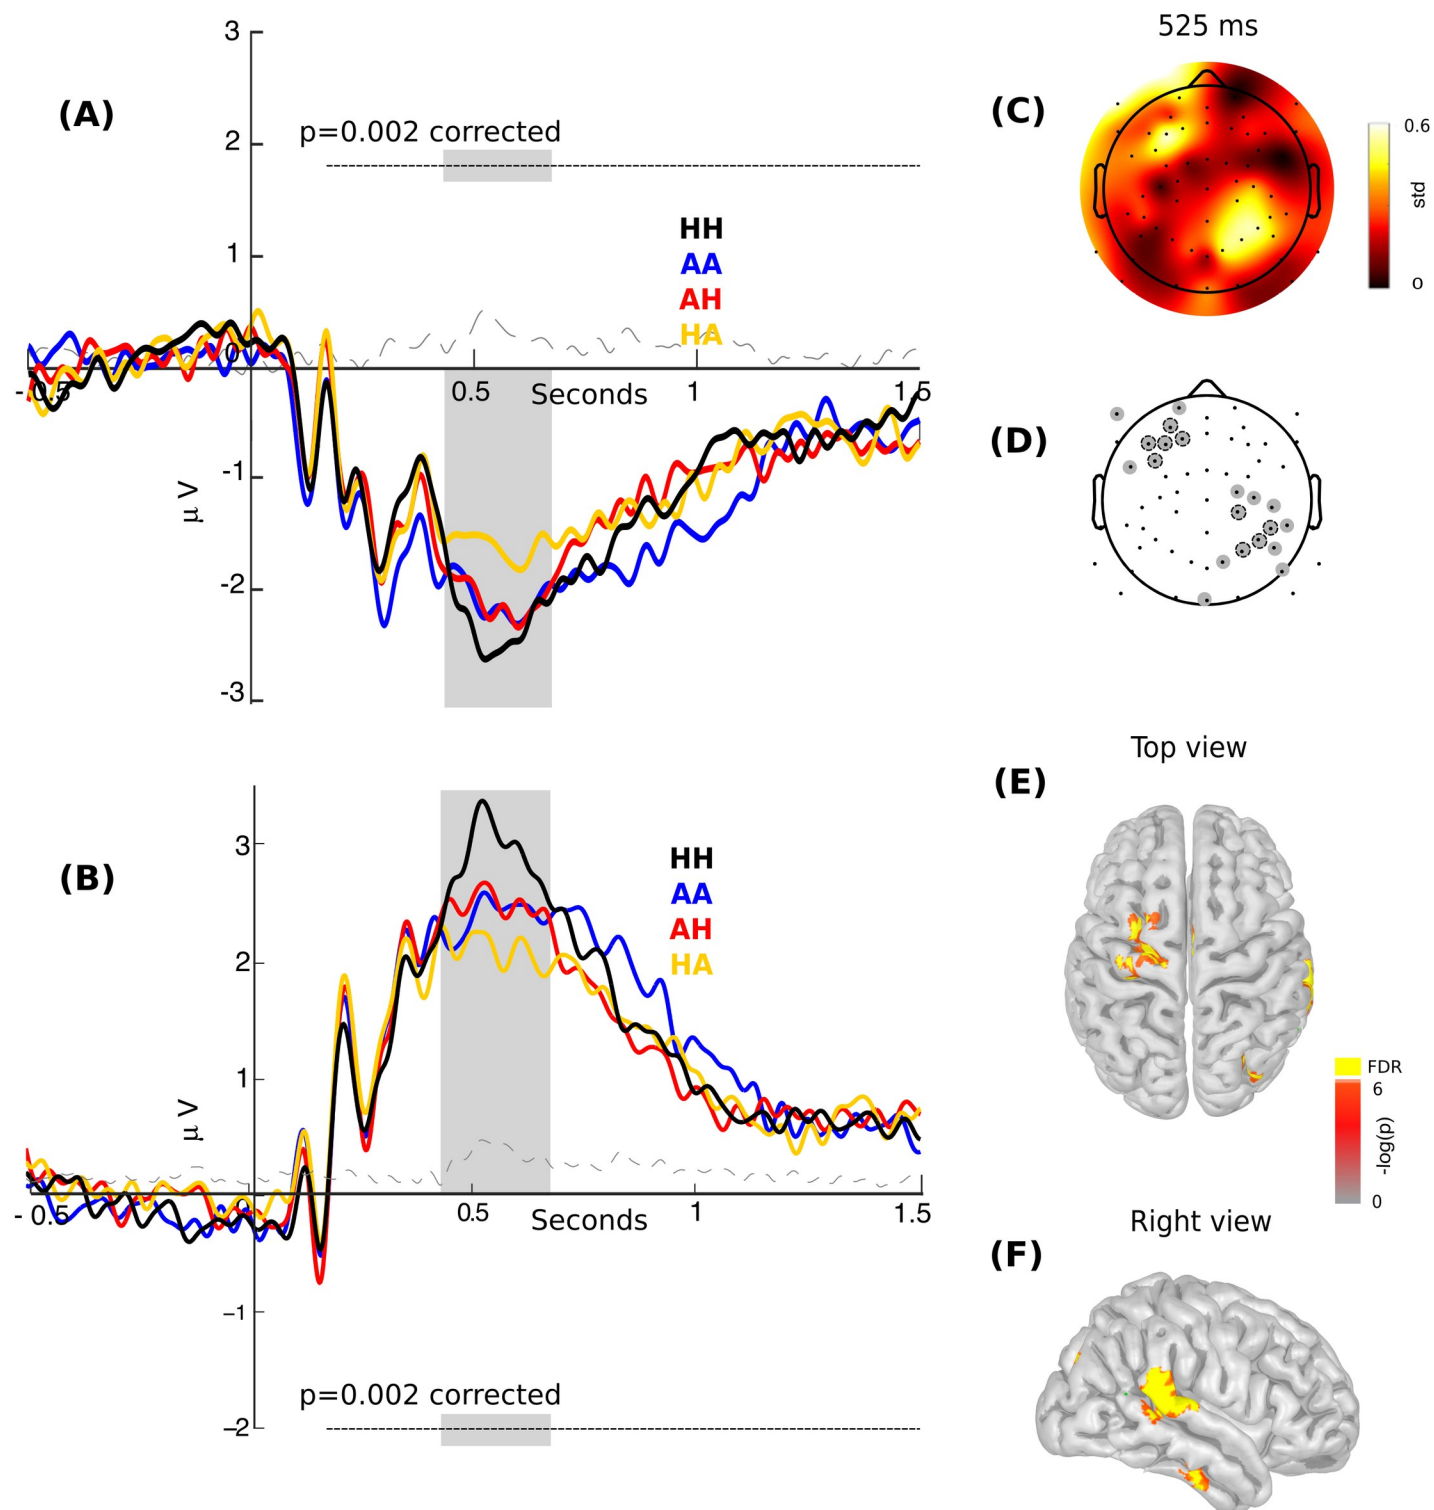 (A)
3
2
1
0
-1
-2
-3
μ V
p=0.002 corrected
HH
AA
AH
HA
-0.5
0.5
Seconds
1
1.5
(B)
3
2
1
0
−1
−2
μ V
HH
AA
AH
HA
- 0.5
0.5
Seconds
1
1.5
p=0.002 corrected
525 ms
(C)
0.6
std
0
(D)
Top view
(E)
FDR
6
-log(p)
0
Right view
(F)